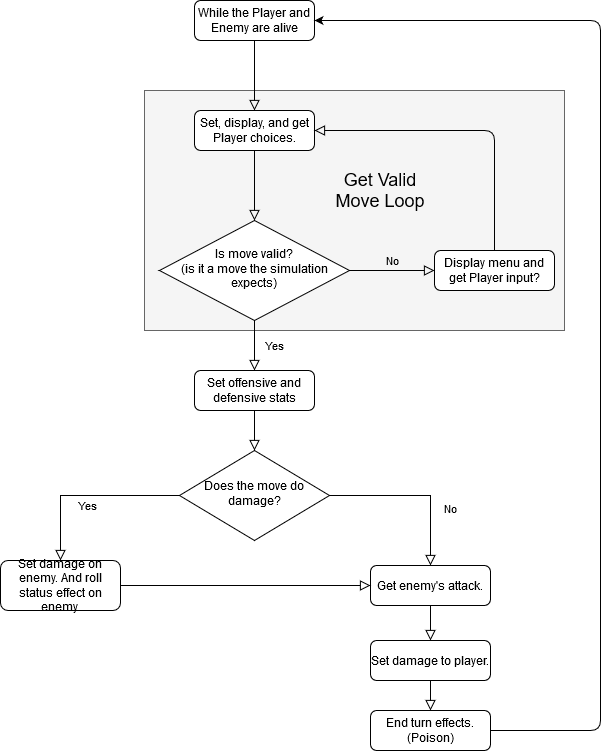 While the Player and
Enemy are alive
Set, display, and get
Player choices.
Get Valid
Move Loop
Is move valid?
(is it a move the simulation
expects)
No
Display menu and
get Player input?
Yes
Set offensive and
defensive stats
Does the move do
damage?
Yes
No
Set damage on
enemy. And roll
status effect on
enemy
Get enemy's attack.
Set damage to player.
End turn effects.
(Poison)